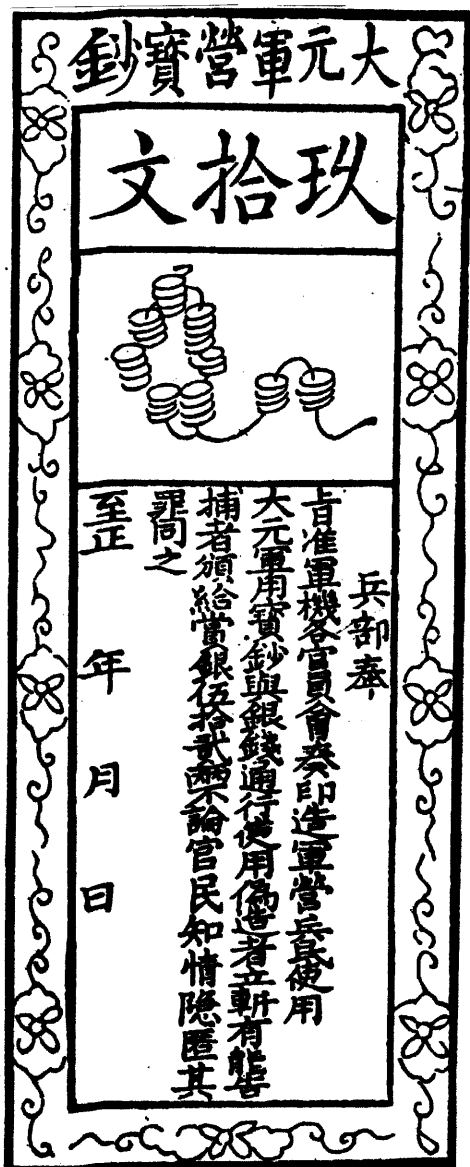 大元軍營寶鈔
玖拾文
兵部奉
旨准軍機各官員會奏印造軍營兵民使用
大元軍用寶鈔與銀錢通行使用偽造者立斬有能告
捕者頒給賞銀伍拾貳兩不論官民知情隱匿其
罪同之
至正 年 月 日